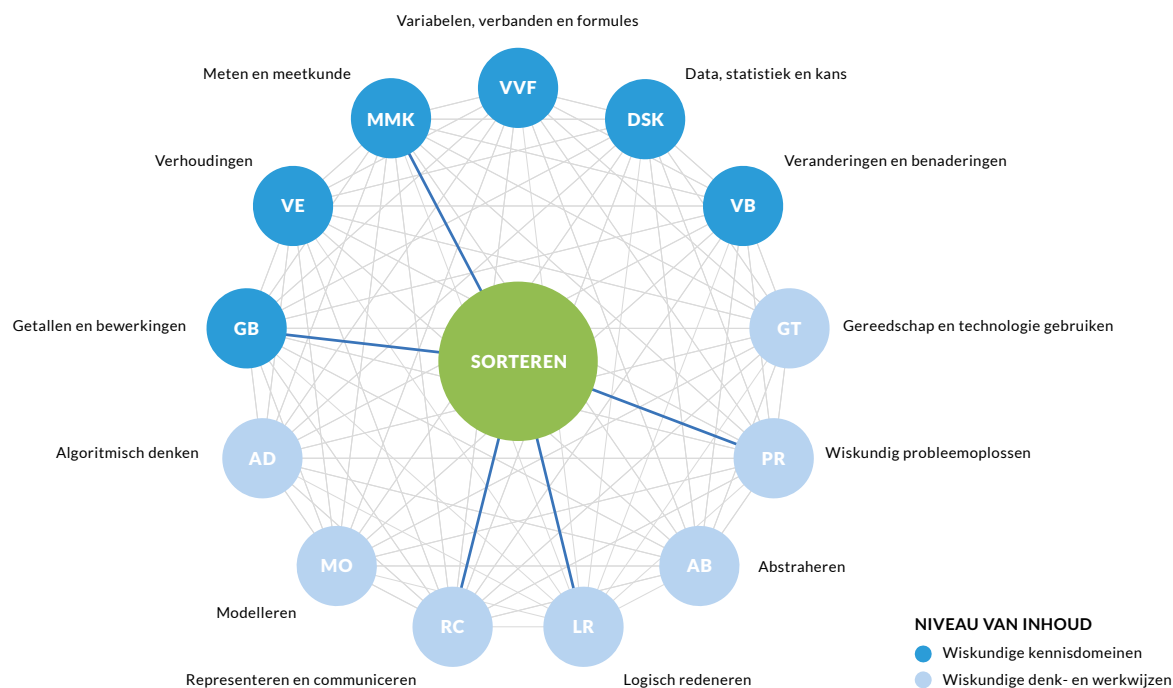 Variabelen, verbanden en formules
Meten en meetkunde
Data, statistiek en kans
VVF
MMK
DSK
Verhoudingen
Veranderingen en benaderingen
VE
VB
Getallen en bewerkingen
GB
GT
Gereedschap en technologie gebruiken
SORTEREN
Algoritmisch denken
AD
PR
Wiskundig probleemoplossen
MO
AB
Abstraheren
Modelleren
RC
LR
Representeren en communiceren
Logisch redeneren
NIVEAU VAN INHOUD
Wiskundige kennisdomeinen
Wiskundige denk- en werkwijzen